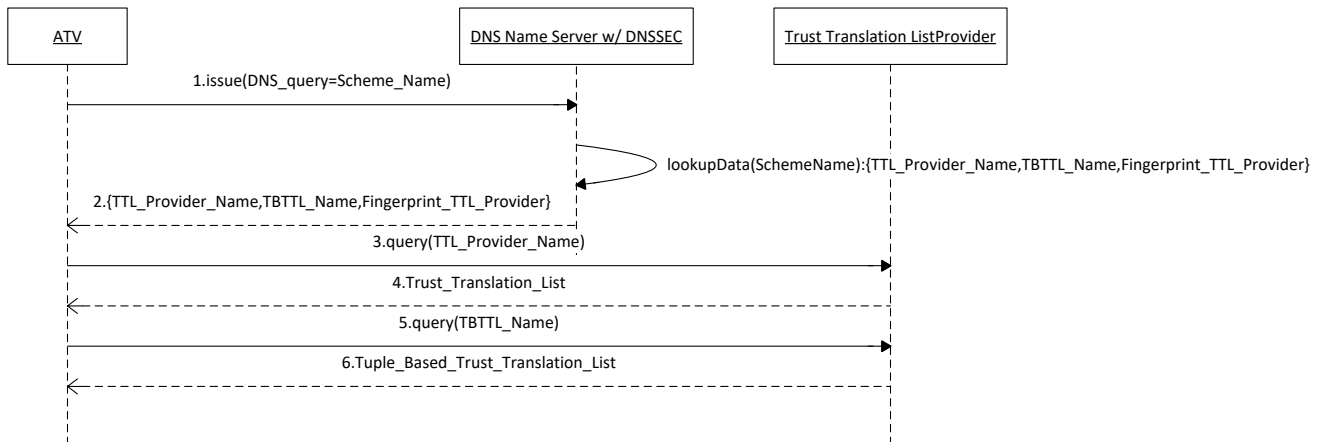 ATV
DNS Name Server w/ DNSSEC
Trust Translation ListProvider
1.issue(DNS_query=Scheme_Name)
lookupData(SchemeName):{TTL_Provider_Name,TBTTL_Name,Fingerprint_TTL_Provider}
2.{TTL_Provider_Name,TBTTL_Name,Fingerprint_TTL_Provider}
3.query(TTL_Provider_Name)
4.Trust_Translation_List
5.query(TBTTL_Name)
6.Tuple_Based_Trust_Translation_List